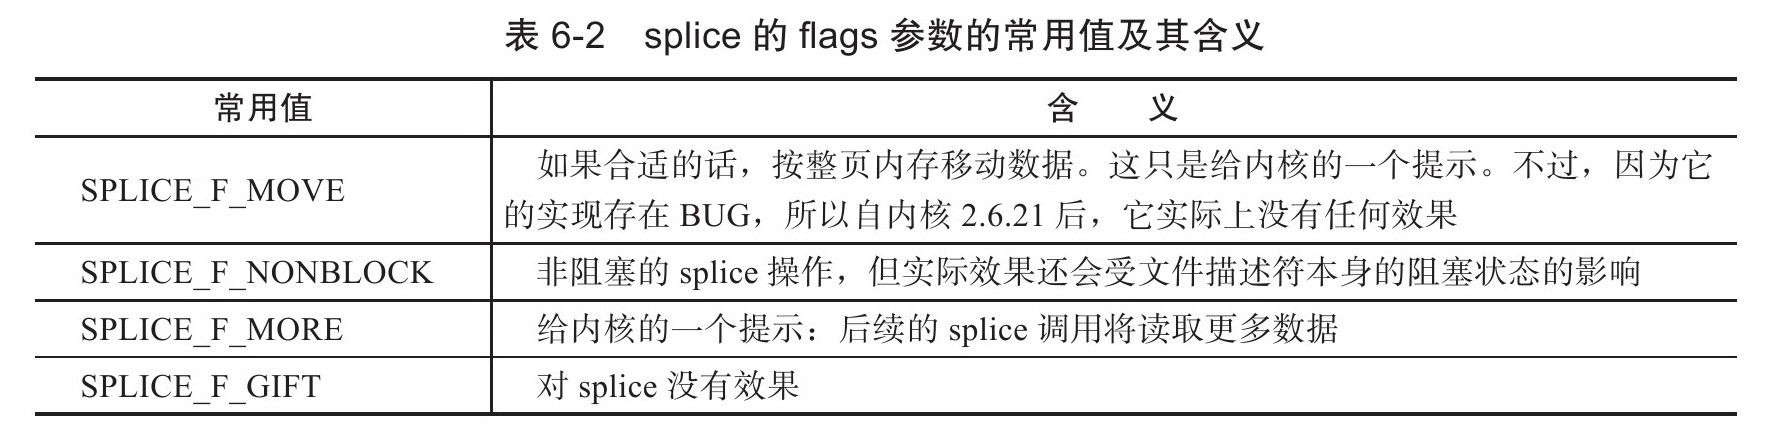 表 6-2 splice 的 flags 参数的常用值及其含义
常用值 含 义
SPLICE_F_MOVE 如果合适的话，按整页内存移动数据。这只是给内核的一个提示。不过，因为它
的实现存在 BUG，所以自内核 2.6.21 后，它实际上没有任何效果
SPLICE_F_NONBLOCK 非阻塞的 splice 操作，但实际效果还会受文件描述符本身的阻塞状态的影响
SPLICE_F_MORE 给内核的一个提示：后续的 splice 调用将读取更多数据
SPLICE_F_GIFT 对 splice 没有效果